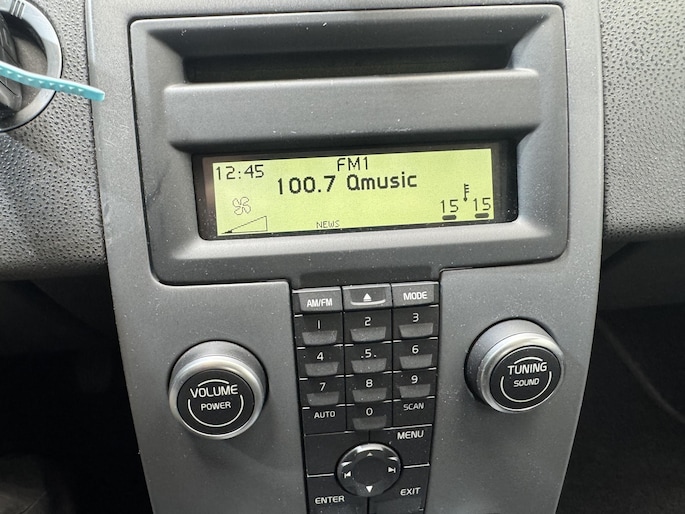 12:45 FM1
100.7 Qmusic
15 15
NEWS
AM/FM MODE
1 2 3
4 .5. 6
7 8 9
AUTO 0 SCAN
VOLUME
POWER
TUNING
SOUND
MENU
ENTER EXIT